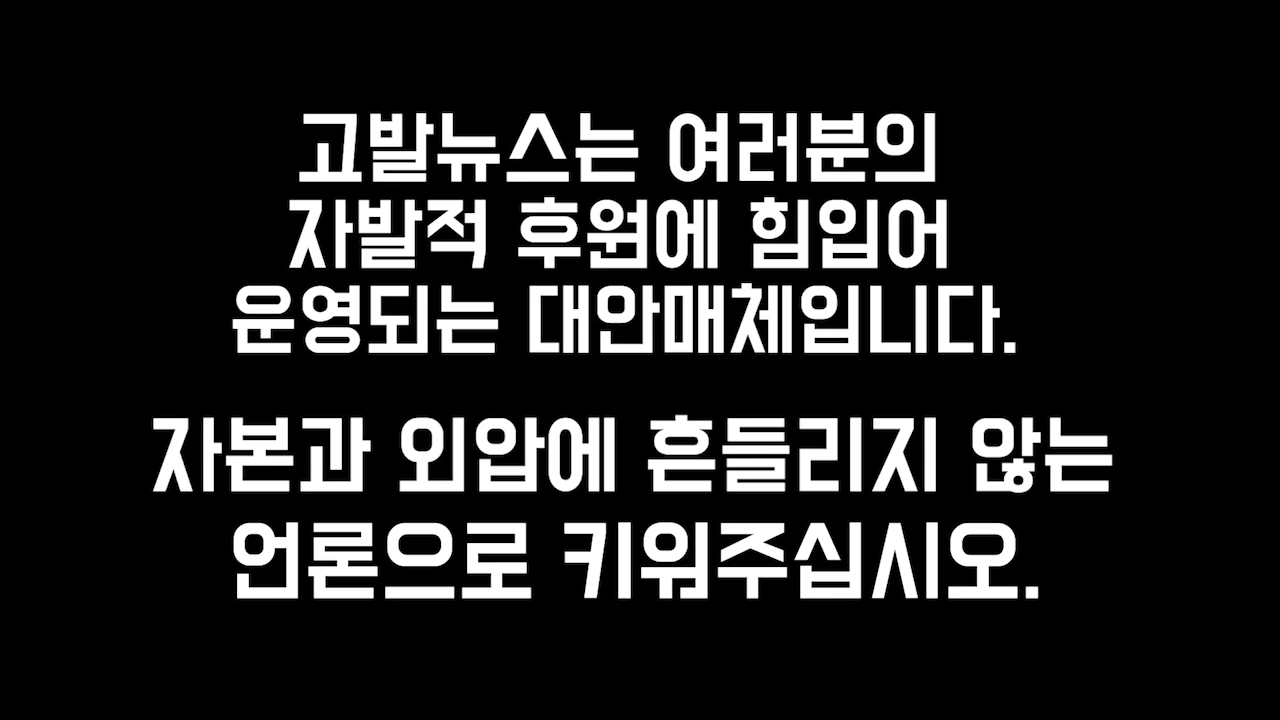 고발뉴스는 여러분의
자발적 후원에 힘입어
운영되는 대안매체입니다.
자본과 외압에 흔들리지 않는
언론으로 키워주십시오.